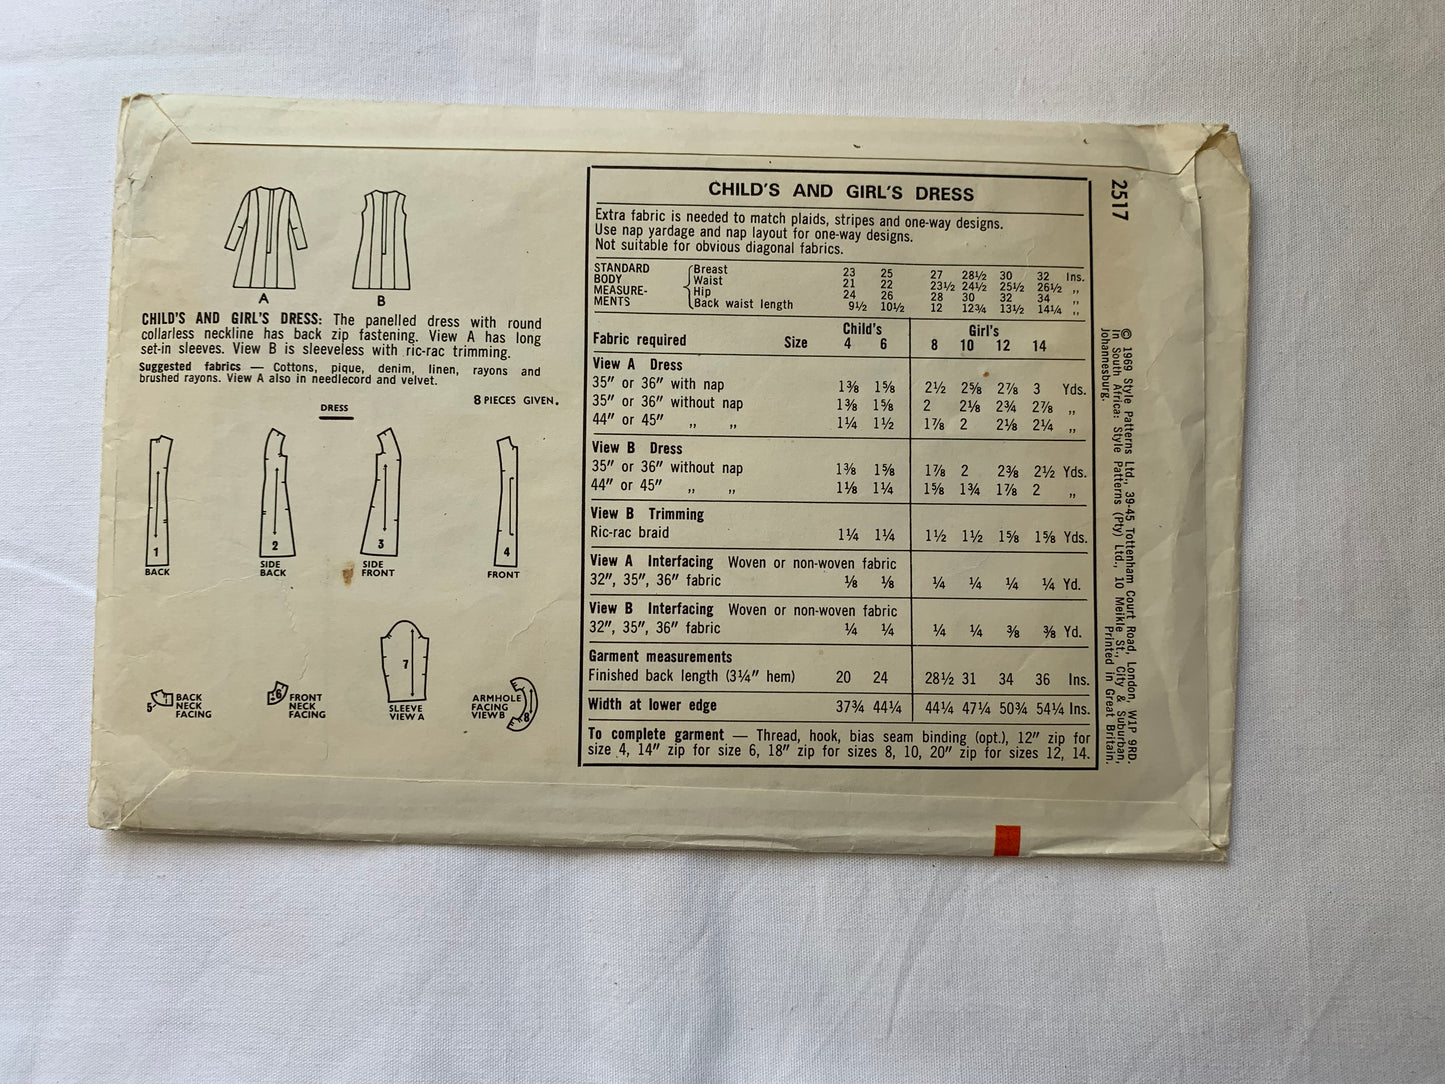 A
B
CHILD'S AND GIRL'S DRESS: The panelled dress with round
collarless neckline has back zip fastening. View A has long
set-in sleeves. View B is sleeveless with ric-rac trimming.
Suggested fabrics — Cottons, pique, denim, linen, rayons and
brushed rayons. View A also in needlecord and velvet.
DRESS
8 PIECES GIVEN.
1
BACK
2
SIDE
BACK
3
SIDE
FRONT
4
FRONT
5
BACK
NECK
FACING
6
FRONT
NECK
FACING
7
SLEEVE
VIEW A
ARMHOLE
FACING
VIEW B
8
CHILD'S AND GIRL'S DRESS
Extra fabric is needed to match plaids, stripes and one-way designs.
Use nap yardage and nap layout for one-way designs.
Not suitable for obvious diagonal fabrics.
STANDARD
BODY
MEASURE-
MENTS
Breast 23 25 27 28½ 30 32 Ins.
Waist 21 22 23½ 24½ 25½ 26½ ,,
Hip 24 26 28 30 32 34 ,,
Back waist length 9½ 10½ 12 12¾ 13½ 14¼ ,,
Child's Girl's
Fabric required Size 4 6 8 10 12 14
View A Dress
35" or 36" with nap 1⅜ 1⅝ 2½ 2⅝ 2⅞ 3 Yds.
35" or 36" without nap 1⅜ 1⅝ 2 2⅛ 2¾ 2⅞ ,,
44" or 45" ,, ,, 1¼ 1½ 1⅞ 2 2⅛ 2¼ ,,
View B Dress
35" or 36" without nap 1⅜ 1⅝ 1⅞ 2 2⅜ 2½ Yds.
44" or 45" ,, ,, 1⅛ 1¼ 1⅝ 1¾ 1⅞ 2 ,,
View B Trimming
Ric-rac braid 1¼ 1¼ 1½ 1½ 1⅝ 1⅝ Yds.
View A Interfacing Woven or non-woven fabric
32", 35", 36" fabric ⅛ ⅛ ¼ ¼ ¼ ¼ Yd.
View B Interfacing Woven or non-woven fabric
32", 35", 36" fabric ¼ ¼ ¼ ¼ ⅜ ⅜ Yd.
Garment measurements
Finished back length (3¼" hem) 20 24 28½ 31 34 36 Ins.
Width at lower edge 37¾ 44¼ 44¼ 47¼ 50¾ 54¼ Ins.
To complete garment — Thread, hook, bias seam binding (opt.), 12" zip for
size 4, 14" zip for size 6, 18" zip for sizes 8, 10, 20" zip for sizes 12, 14.
2517
© 1969 Style Patterns Ltd., 39-45 Tottenham Court Road, London, W1P 9RD.
In South Africa: Style Patterns (Pty) Ltd., 10 Meikle St., City & Suburban,
Johannesburg. Printed in Great Britain.